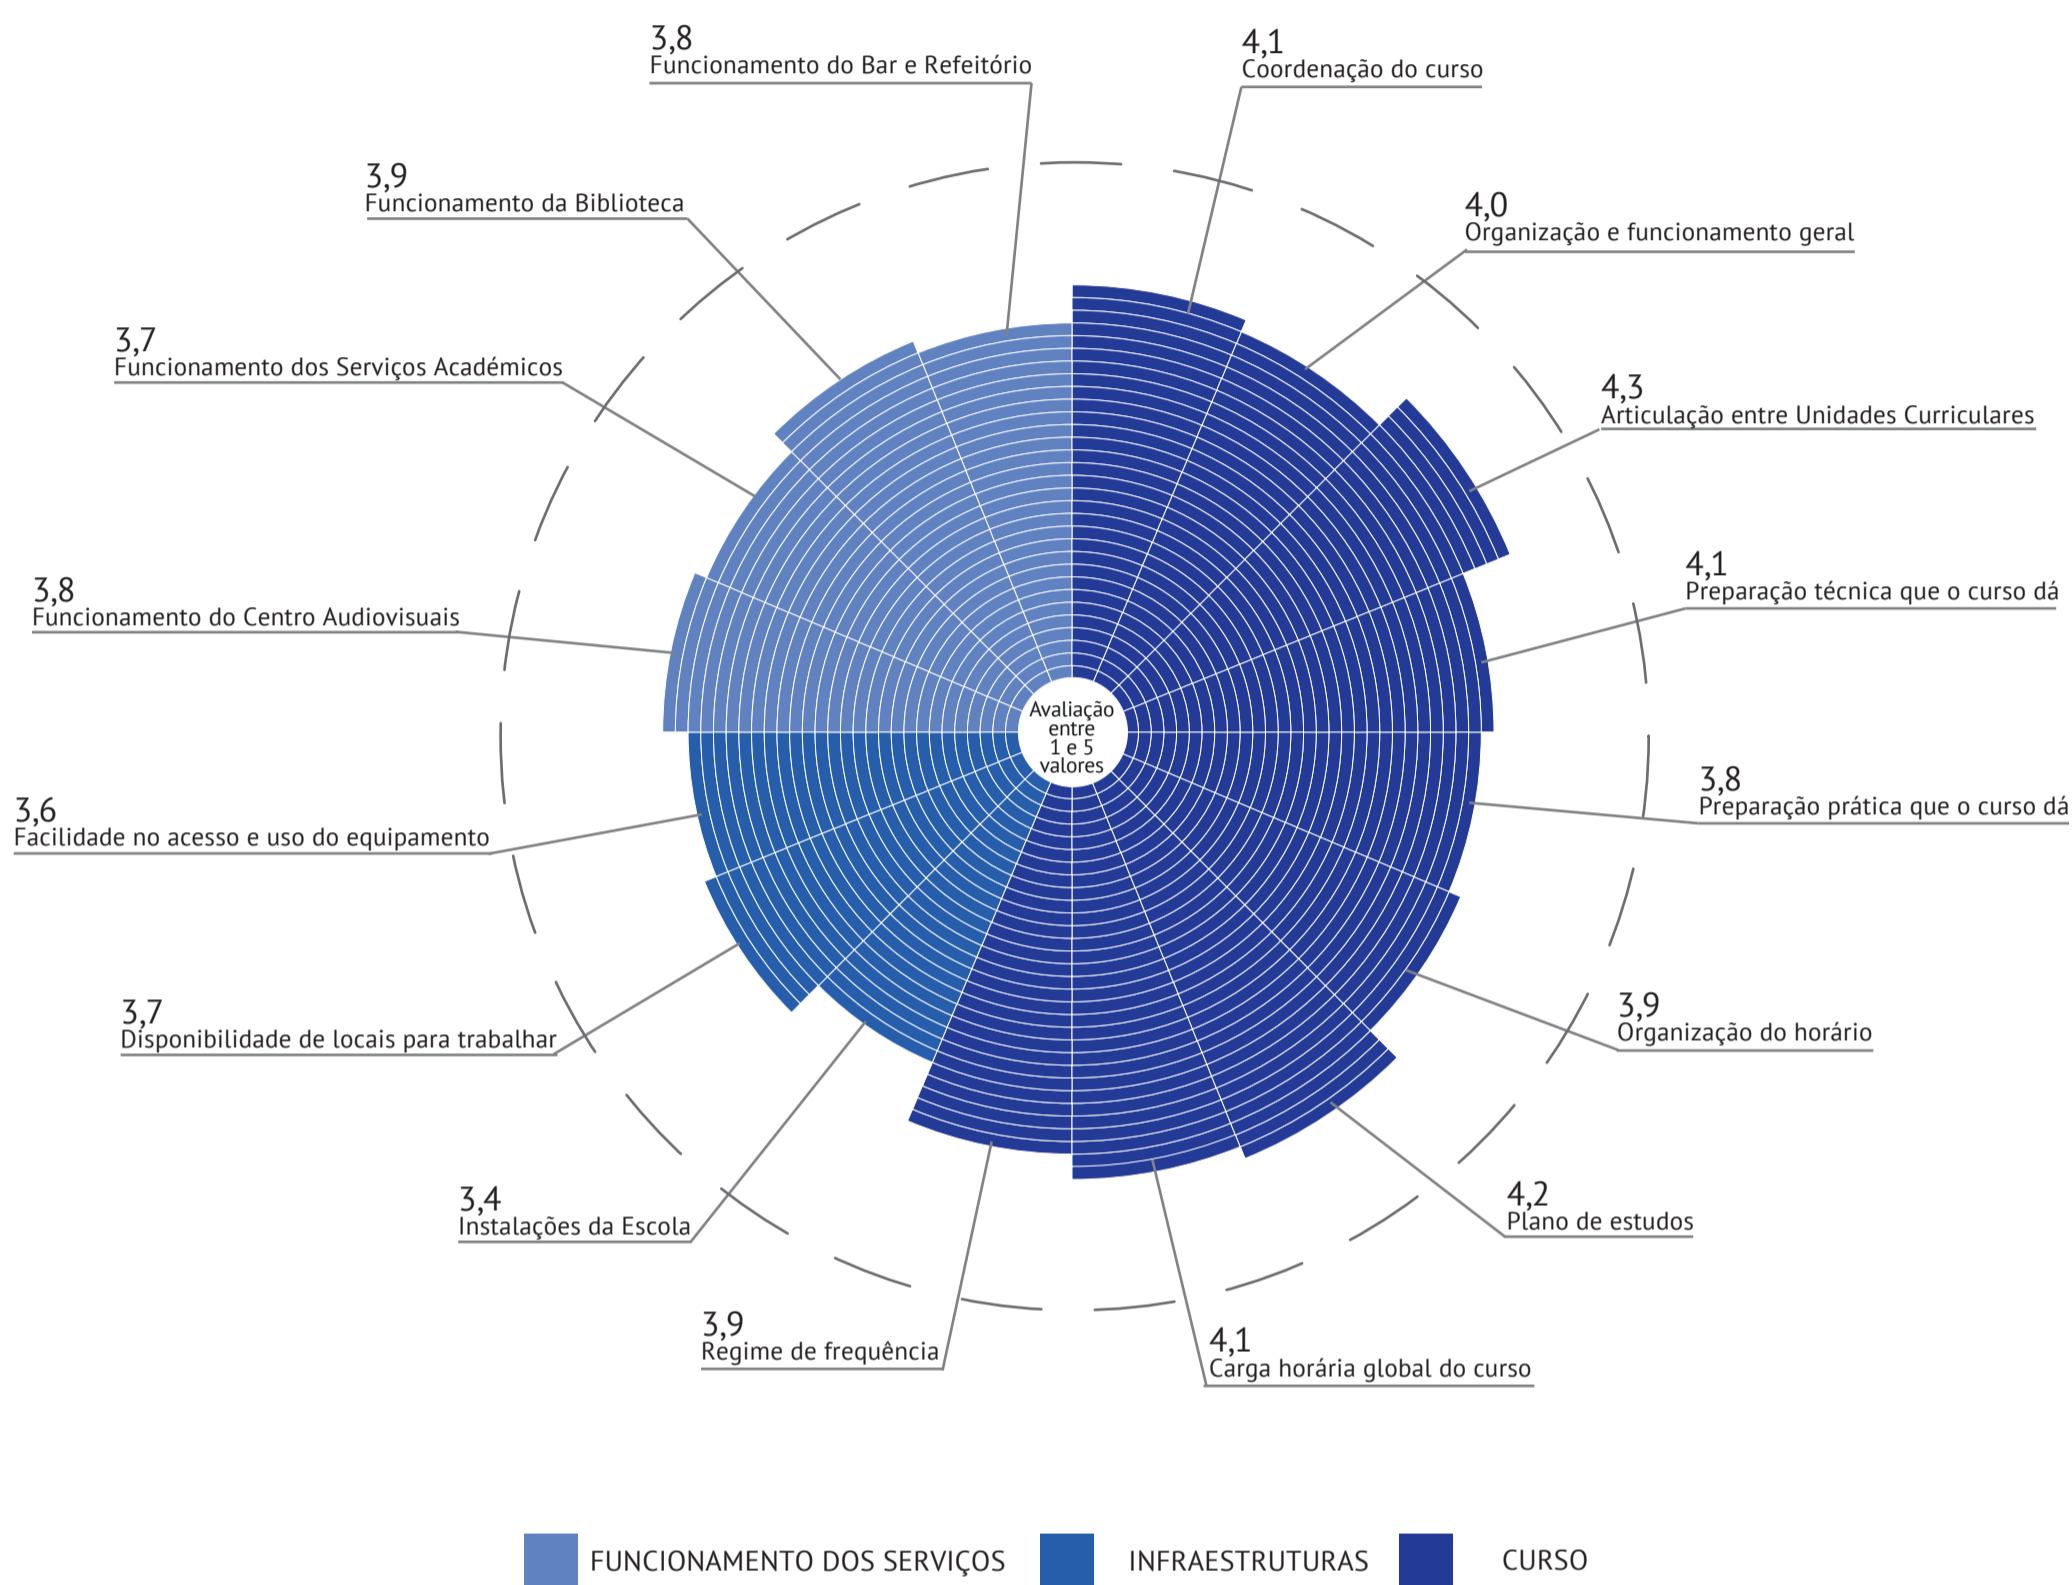 3,8
Funcionamento do Bar e Refeitório
4,1
Coordenação do curso
3,9
Funcionamento da Biblioteca
4,0
Organização e funcionamento geral
3,7
Funcionamento dos Serviços Académicos
4,3
Articulação entre Unidades Curriculares
3,8
Funcionamento do Centro Audiovisuais
4,1
Preparação técnica que o curso dá
Avaliação
entre
1 e 5
valores
3,6
Facilidade no acesso e uso do equipamento
3,8
Preparação prática que o curso dá
3,7
Disponibilidade de locais para trabalhar
3,9
Organização do horário
3,4
Instalações da Escola
4,2
Plano de estudos
3,9
Regime de frequência
4,1
Carga horária global do curso
FUNCIONAMENTO DOS SERVIÇOS
INFRAESTRUTURAS
CURSO